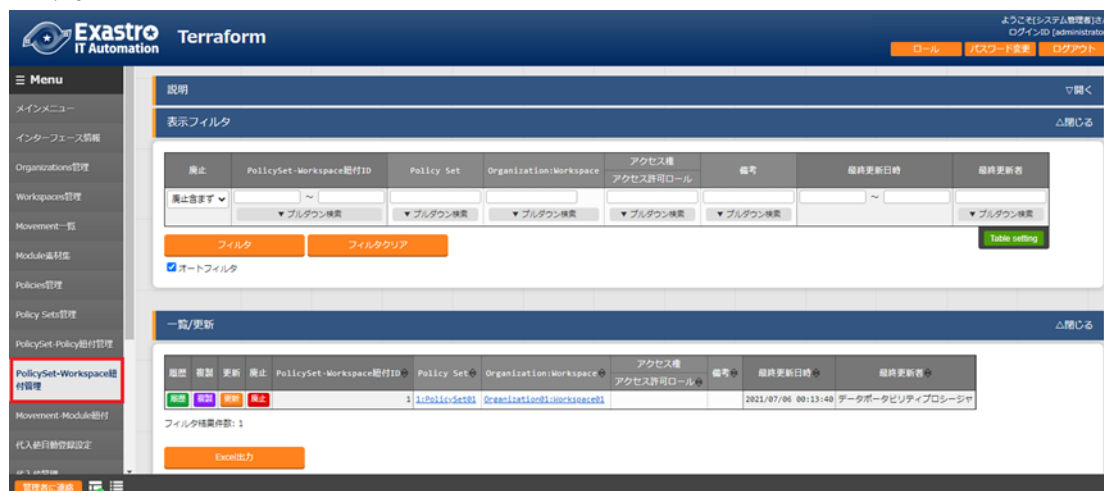 Exastro
IT Automation
Terraform
ようこそ[システム管理者]さ
ログインID [administrato
ロール
パスワード変更
ログアウト
Menu
メインメニュー
インターフェース情報
Organizations管理
Workspaces管理
Movement一覧
Module素材集
Policies管理
Policy Sets管理
PolicySet-Policy紐付管理
PolicySet-Workspace紐
付管理
Movement-Module紐付
代入値自動登録設定
管理者に連絡
説明
▽開く
表示フィルタ
△閉じる
廃止 PolicySet-Workspace紐付ID Policy Set Organization:Workspace アクセス権 備考 最終更新日時 最終更新者
アクセス許可ロール
廃止含まず ～ ～
▼ プルダウン検索 ▼ プルダウン検索 ▼ プルダウン検索 ▼ プルダウン検索 ▼ プルダウン検索 ▼ プルダウン検索
フィルタ フィルタクリア
Table setting
オートフィルタ
一覧/更新
△閉じる
履歴 複製 更新 廃止 PolicySet-Workspace紐付ID Policy Set Organization:Workspace アクセス権 備考 最終更新日時 最終更新者
アクセス許可ロール
履歴 複製 更新 廃止 1 1:PolicySet01 Organization01:Workspace01 2021/07/06 00:13:40 データポータビリティプロシージャ
フィルタ結果件数: 1
Excel出力